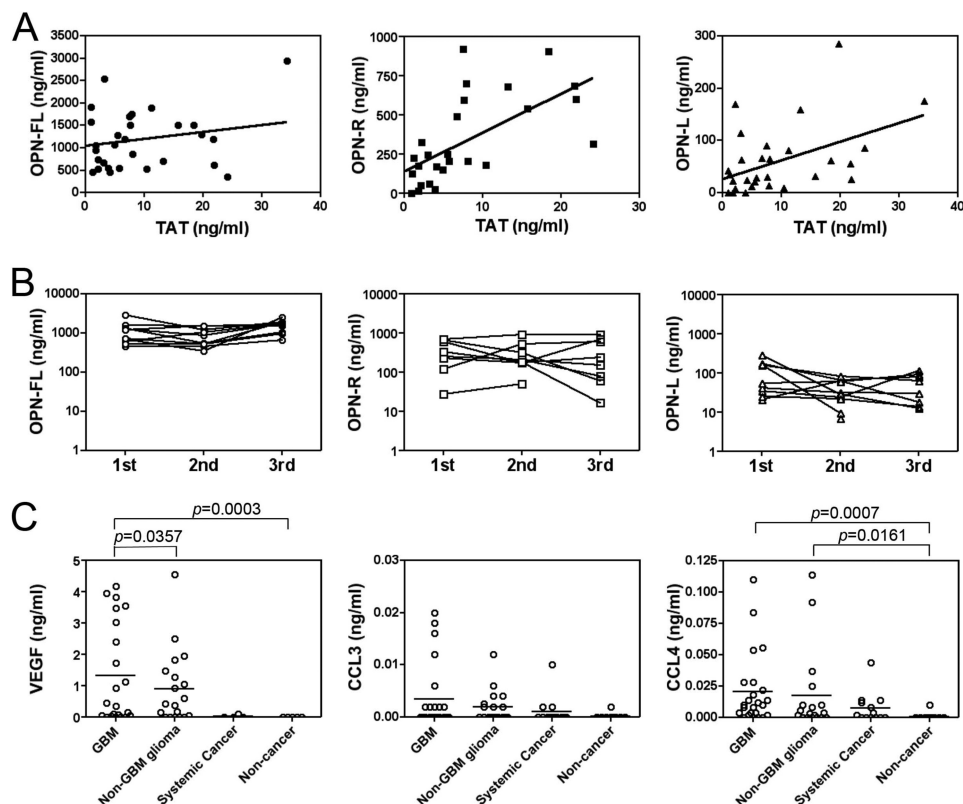 A
OPN-FL (ng/ml)
3500
3000
2500
2000
1500
1000
500
0
0 10 20 30 40
TAT (ng/ml)
OPN-R (ng/ml)
1000
750
500
250
0
0 10 20 30
TAT (ng/ml)
OPN-L (ng/ml)
300
200
100
0
0 10 20 30 40
TAT (ng/ml)
B
OPN-FL (ng/ml)
10000
1000
100
10
1
1st 2nd 3rd
OPN-R (ng/ml)
10000
1000
100
10
1
1st 2nd 3rd
OPN-L (ng/ml)
10000
1000
100
10
1
1st 2nd 3rd
C
p=0.0003
p=0.0357
VEGF (ng/ml)
5
4
3
2
1
0
GBM
Non-GBM glioma
Systemic Cancer
Non-cancer
CCL3 (ng/ml)
0.03
0.02
0.01
0.00
GBM
Non-GBM glioma
Systemic Cancer
Non-cancer
p=0.0007
p=0.0161
CCL4 (ng/ml)
0.125
0.100
0.075
0.050
0.025
0.000
GBM
Non-GBM glioma
Systemic Cancer
Non-cancer